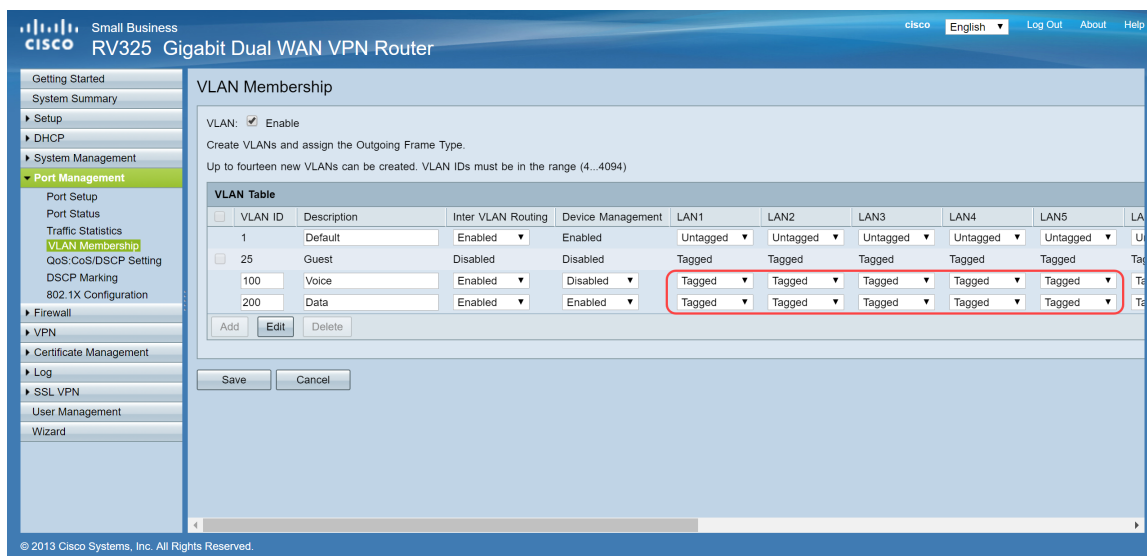 Small Business
cisco English Log Out About Help
CISCO RV325 Gigabit Dual WAN VPN Router
Getting Started
System Summary
Setup
DHCP
System Management
Port Management
Port Setup
Port Status
Traffic Statistics
VLAN Membership
QoS:CoS/DSCP Setting
DSCP Marking
802.1X Configuration
Firewall
VPN
Certificate Management
Log
SSL VPN
User Management
Wizard
VLAN Membership
VLAN: Enable
Create VLANs and assign the Outgoing Frame Type.
Up to fourteen new VLANs can be created. VLAN IDs must be in the range (4...4094)
VLAN Table
VLAN ID Description Inter VLAN Routing Device Management LAN1 LAN2 LAN3 LAN4 LAN5
1 Default Enabled Enabled Untagged Untagged Untagged Untagged Untagged
25 Guest Disabled Disabled Tagged Tagged Tagged Tagged Tagged
100 Voice Enabled Disabled Tagged Tagged Tagged Tagged Tagged
200 Data Enabled Enabled Tagged Tagged Tagged Tagged Tagged
Add Edit Delete
Save Cancel
© 2013 Cisco Systems, Inc. All Rights Reserved.